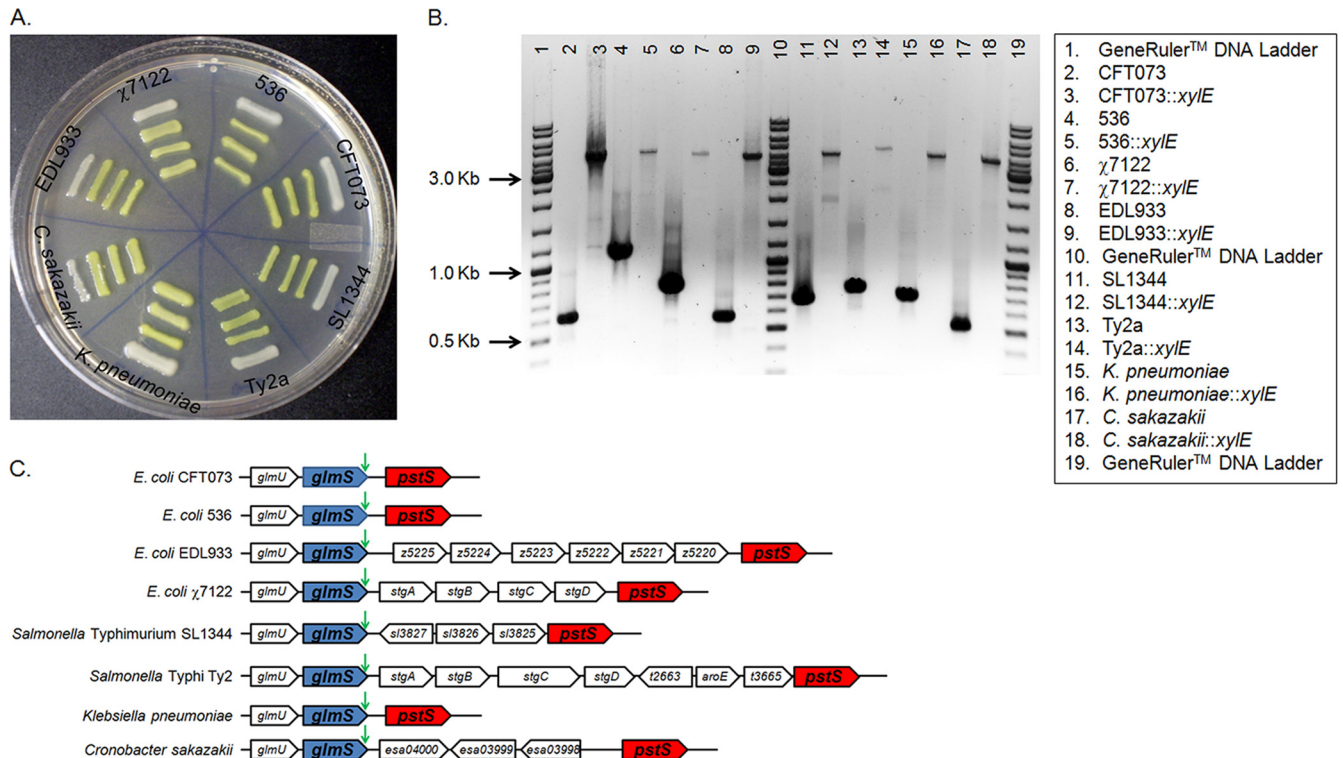 A.
χ7122
536
EDL933
CFT073
C. sakazakii
SL1344
K. pneumoniae
Ty2a
B.
1 2 3 4 5 6 7 8 9 10 11 12 13 14 15 16 17 18 19
3.0 Kb
1.0 Kb
0.5 Kb
1. GeneRuler™ DNA Ladder
2. CFT073
3. CFT073::xylE
4. 536
5. 536::xylE
6. χ7122
7. χ7122::xylE
8. EDL933
9. EDL933::xylE
10. GeneRuler™ DNA Ladder
11. SL1344
12. SL1344::xylE
13. Ty2a
14. Ty2a::xylE
15. K. pneumoniae
16. K. pneumoniae::xylE
17. C. sakazakii
18. C. sakazakii::xylE
19. GeneRuler™ DNA Ladder
C.
E. coli CFT073 glmU glmS pstS
E. coli 536 glmU glmS pstS
E. coli EDL933 glmU glmS z5225 z5224 z5223 z5222 z5221 z5220 pstS
E. coli χ7122 glmU glmS stgA stgB stgC stgD pstS
Salmonella Typhimurium SL1344 glmU glmS sl3827 sl3826 sl3825 pstS
Salmonella Typhi Ty2 glmU glmS stgA stgB stgC stgD t2663 aroE t3665 pstS
Klebsiella pneumoniae glmU glmS pstS
Cronobacter sakazakii glmU glmS esa04000 esa03999 esa03998 pstS